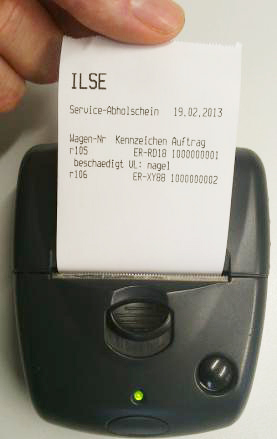 ILSE
Service-Abholschein 19.02.2013
Wagen-Nr Kennzeichen Auftrag
r105 ER-RD18 1000000001
beschaedigt VL: nagel
r106 ER-XY88 1000000002